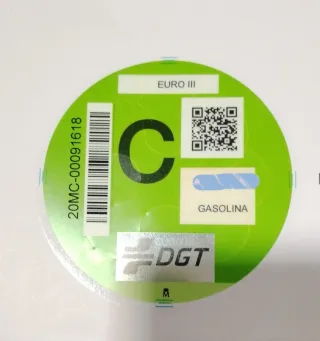 EURO III
20MC-00091618
C
GASOLINA
DGT